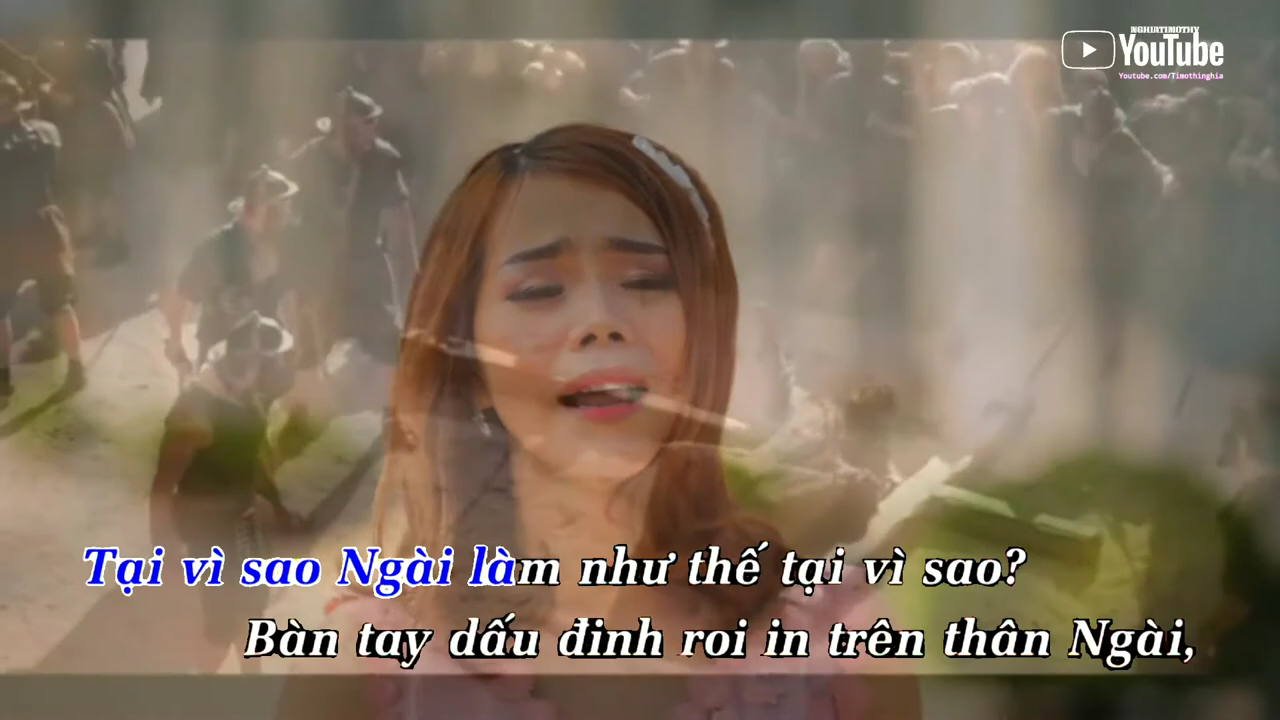 NGHIATIMOTHY
YouTube
Youtube.com/Timothinghia
Tại vì sao Ngài làm như thế tại vì sao?
Bàn tay dấu đinh roi in trên thân Ngài,